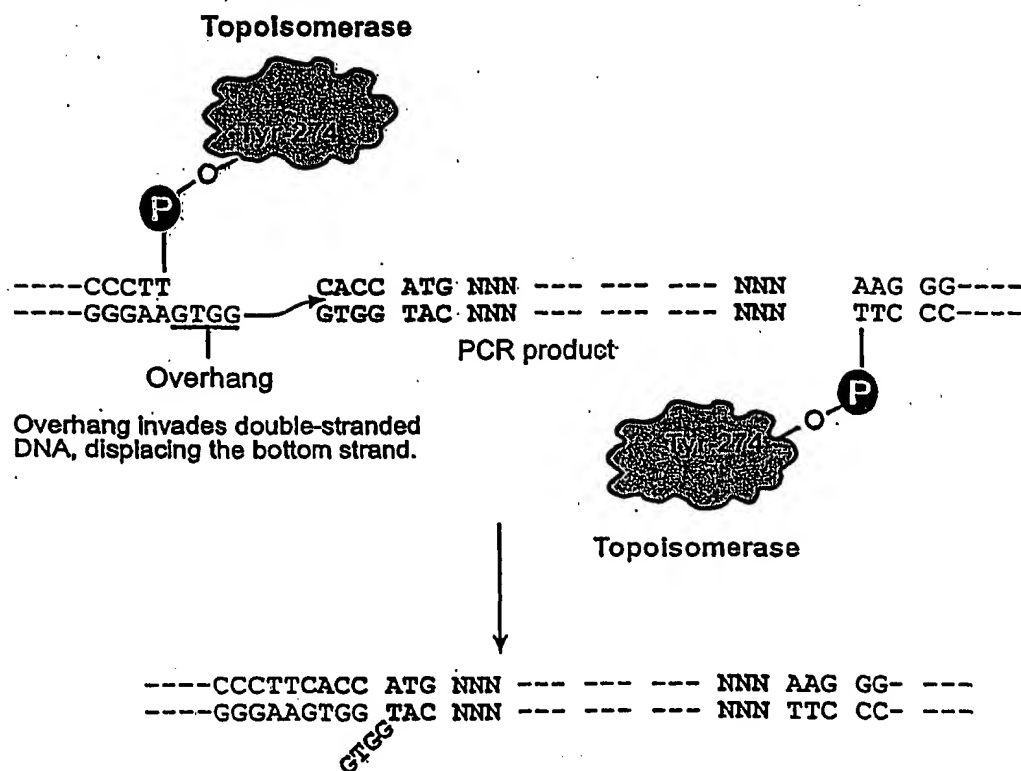 Topoisomerase
Tyr-274
O
P
----CCCTT CACC ATG NNN --- --- --- --- NNN AAG GG----
----GGGAAGTGG GTGG TAC NNN --- --- --- --- NNN TTC CC----
PCR product
Overhang
P
O
Overhang invades double-stranded
DNA, displacing the bottom strand.
Tyr-274
Topoisomerase
----CCCTTCACC ATG NNN --- --- --- --- NNN AAG GG- ---
----GGGAAGTGG TAC NNN --- --- --- --- NNN TTC CC- ---
GTGG